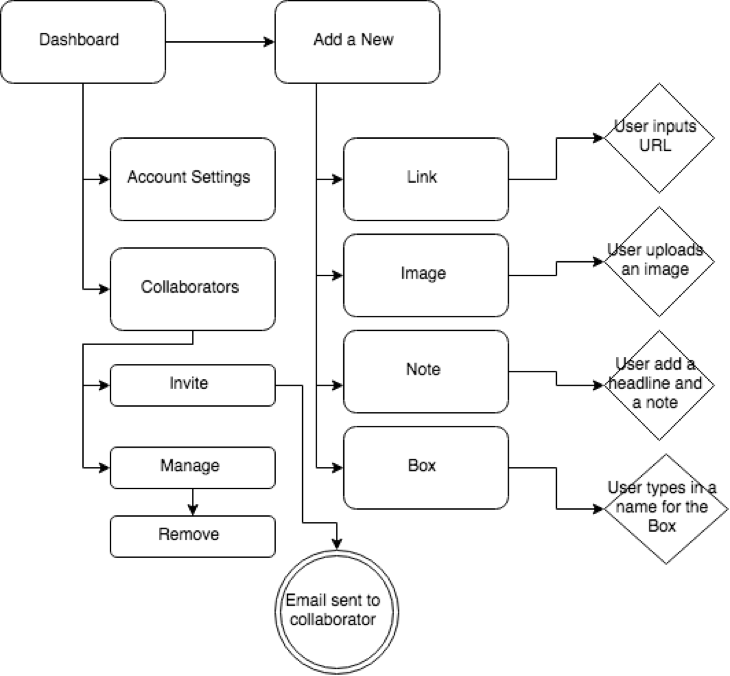 Dashboard
Add a New
Account Settings
Collaborators
Invite
Manage
Remove
Email sent to
collaborator
Link
User inputs
URL
Image
User uploads
an image
Note
User add a
headline and
a note
Box
User types in a
name for the
Box